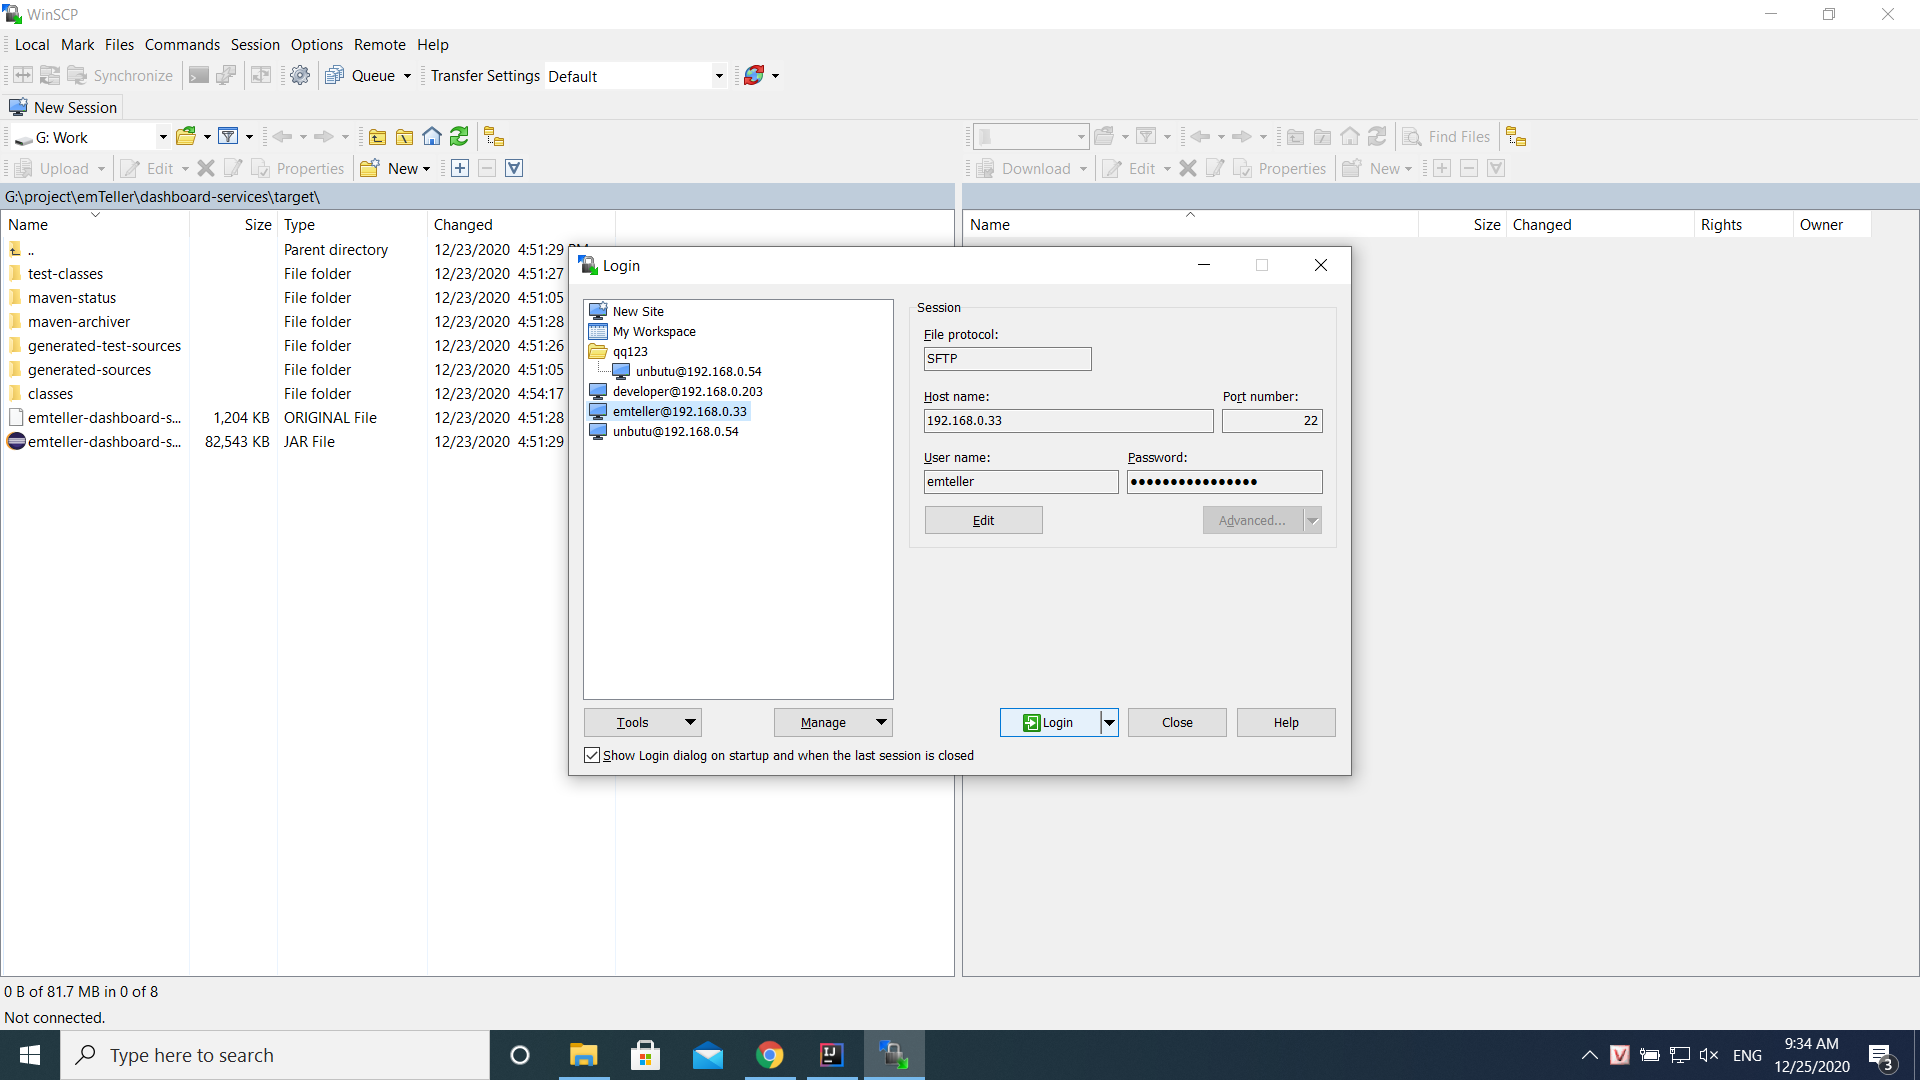 WinSCP
Local Mark Files Commands Session Options Remote Help
Synchronize Queue Transfer Settings Default
New Session
G: Work Find Files
Upload Edit Properties New Download Edit Properties New
G:\project\emTeller\dashboard-services\target\
Name Size Type Changed Name Size Changed Rights Owner
.. Parent directory 12/23/2020 4:51:29 PM
test-classes File folder 12/23/2020 4:51:27
maven-status File folder 12/23/2020 4:51:05
maven-archiver File folder 12/23/2020 4:51:28
generated-test-sources File folder 12/23/2020 4:51:26
generated-sources File folder 12/23/2020 4:51:05
classes File folder 12/23/2020 4:54:17
emteller-dashboard-s... 1,204 KB ORIGINAL File 12/23/2020 4:51:28
emteller-dashboard-s... 82,543 KB JAR File 12/23/2020 4:51:29
Login
New Site
My Workspace
qq123
unbutu@192.168.0.54
developer@192.168.0.203
emteller@192.168.0.33
unbutu@192.168.0.54
Session
File protocol:
SFTP
Host name: Port number:
192.168.0.33 22
User name: Password:
emteller ••••••••••••••••
Edit Advanced...
Tools Manage Login Close Help
Show Login dialog on startup and when the last session is closed
0 B of 81.7 MB in 0 of 8
Not connected.
Type here to search
ENG
9:34 AM
12/25/2020
3